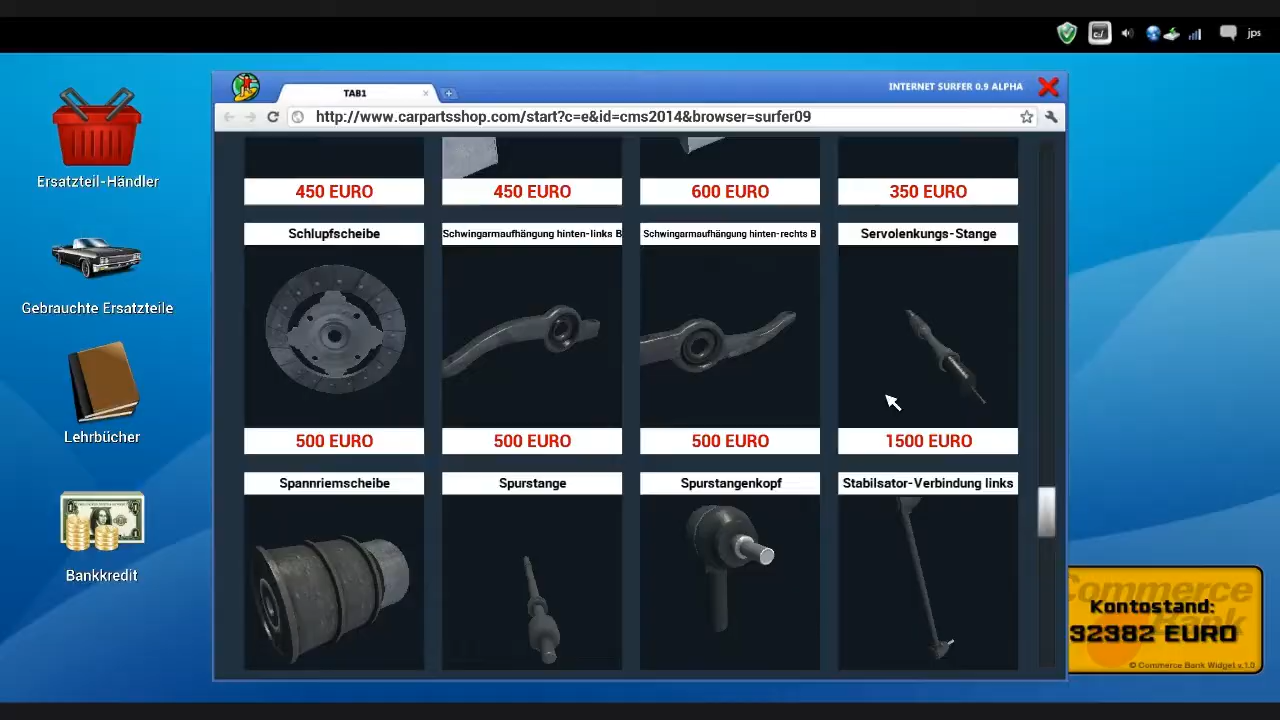 jps
TAB1
INTERNET SURFER 0.9 ALPHA
http://www.carpartsshop.com/start?c=e&id=cms2014&browser=surfer09
Ersatzteil-Händler
Gebrauchte Ersatzteile
Lehrbücher
Bankkredit
450 EURO
450 EURO
600 EURO
350 EURO
Schlupfscheibe
Schwingarmaufhängung hinten-links B
Schwingarmaufhängung hinten-rechts B
Servolenkungs-Stange
500 EURO
500 EURO
500 EURO
1500 EURO
Spannriemscheibe
Spurstange
Spurstangenkopf
Stabilsator-Verbindung links
Commerce
Bank
Kontostand:
32382 EURO
© Commerce Bank Widget v.1.0